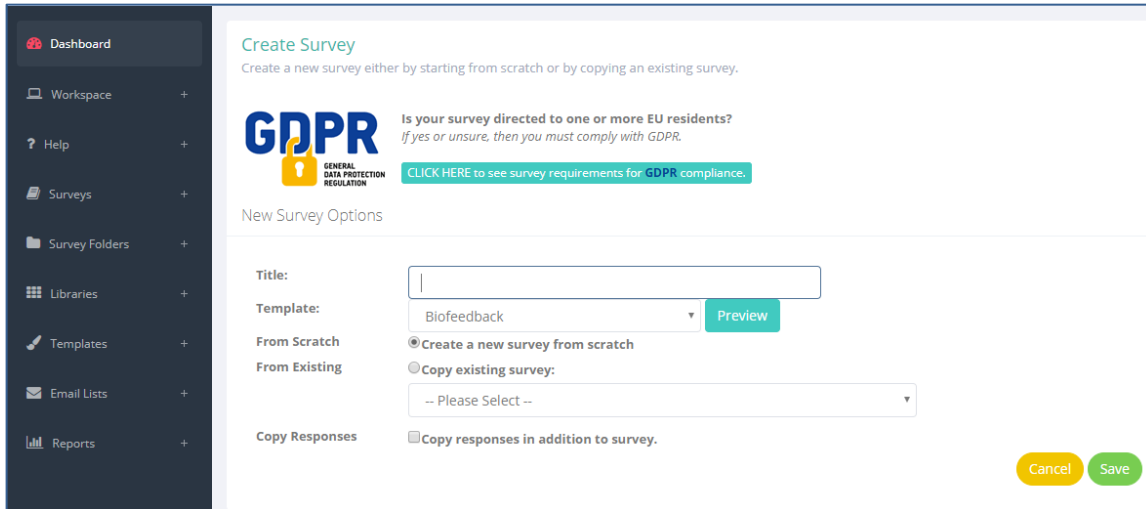 Dashboard
Workspace +
? Help +
Surveys +
Survey Folders +
Libraries +
Templates +
Email Lists +
Reports +
Create Survey
Create a new survey either by starting from scratch or by copying an existing survey.
GDPR
GENERAL
DATA PROTECTION
REGULATION
Is your survey directed to one or more EU residents?
If yes or unsure, then you must comply with GDPR.
CLICK HERE to see survey requirements for GDPR compliance.
New Survey Options
Title:
Template: Biofeedback Preview
From Scratch Create a new survey from scratch
From Existing Copy existing survey:
-- Please Select --
Copy Responses Copy responses in addition to survey.
Cancel Save